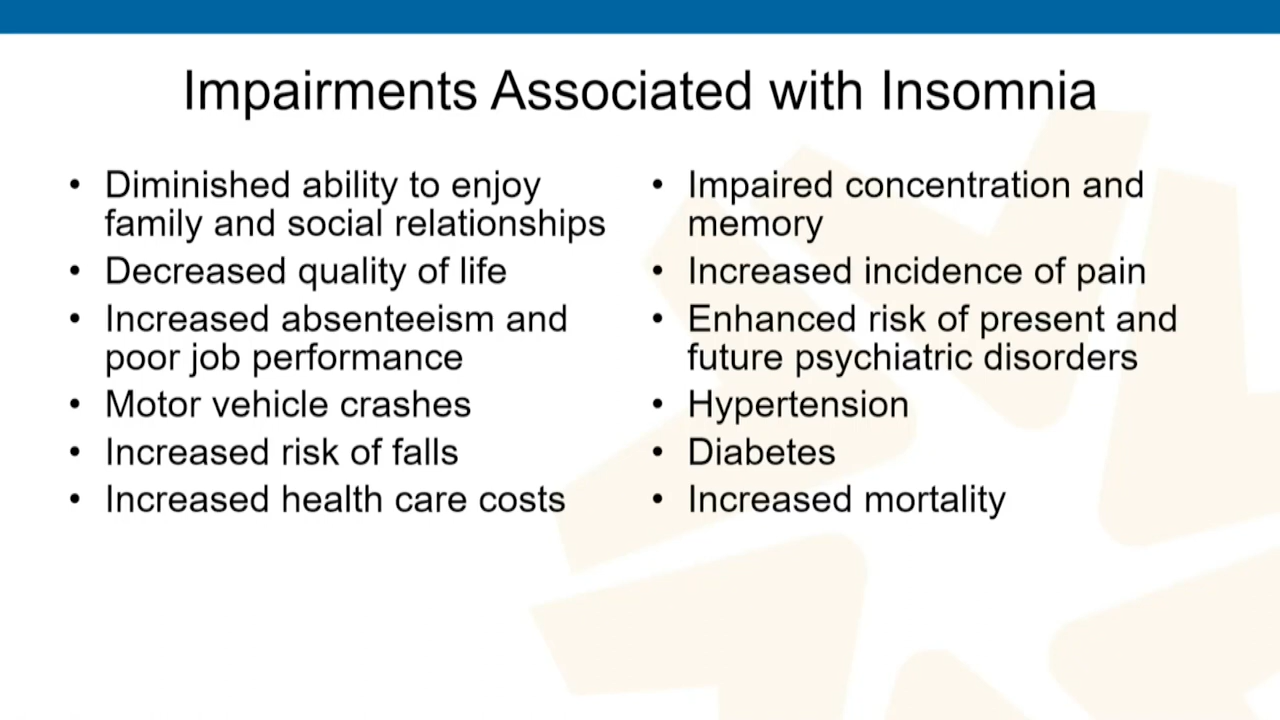 Impairments Associated with Insomnia
• Diminished ability to enjoy
family and social relationships
• Decreased quality of life
• Increased absenteeism and
poor job performance
• Motor vehicle crashes
• Increased risk of falls
• Increased health care costs
• Impaired concentration and
memory
• Increased incidence of pain
• Enhanced risk of present and
future psychiatric disorders
• Hypertension
• Diabetes
• Increased mortality